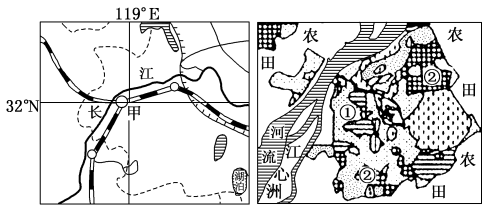 119°E
江
32°N
长
甲
湖泊
农
田
②
①
河
流
江
心
洲
农
田
②
农
田